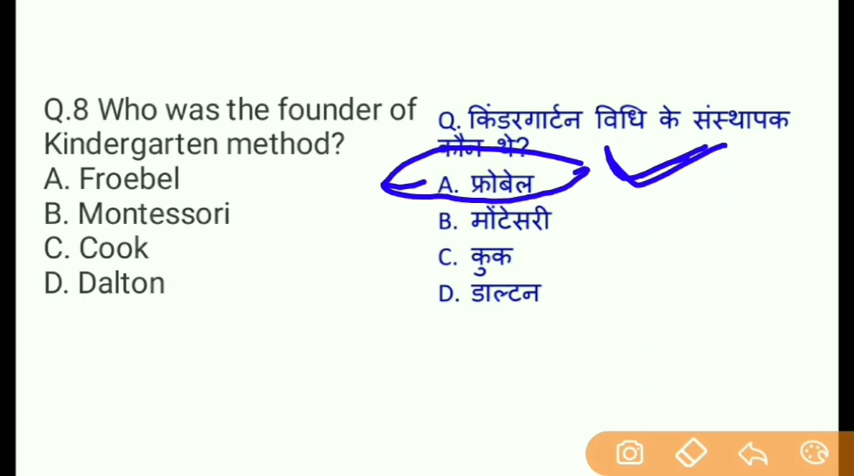 Q.8 Who was the founder of
Kindergarten method?
A. Froebel
B. Montessori
C. Cook
D. Dalton
Q. किंडरगार्टन विधि के संस्थापक
कौन थे?
A. फ्रोबेल
B. मोंटेसरी
C. कुक
D. डाल्टन